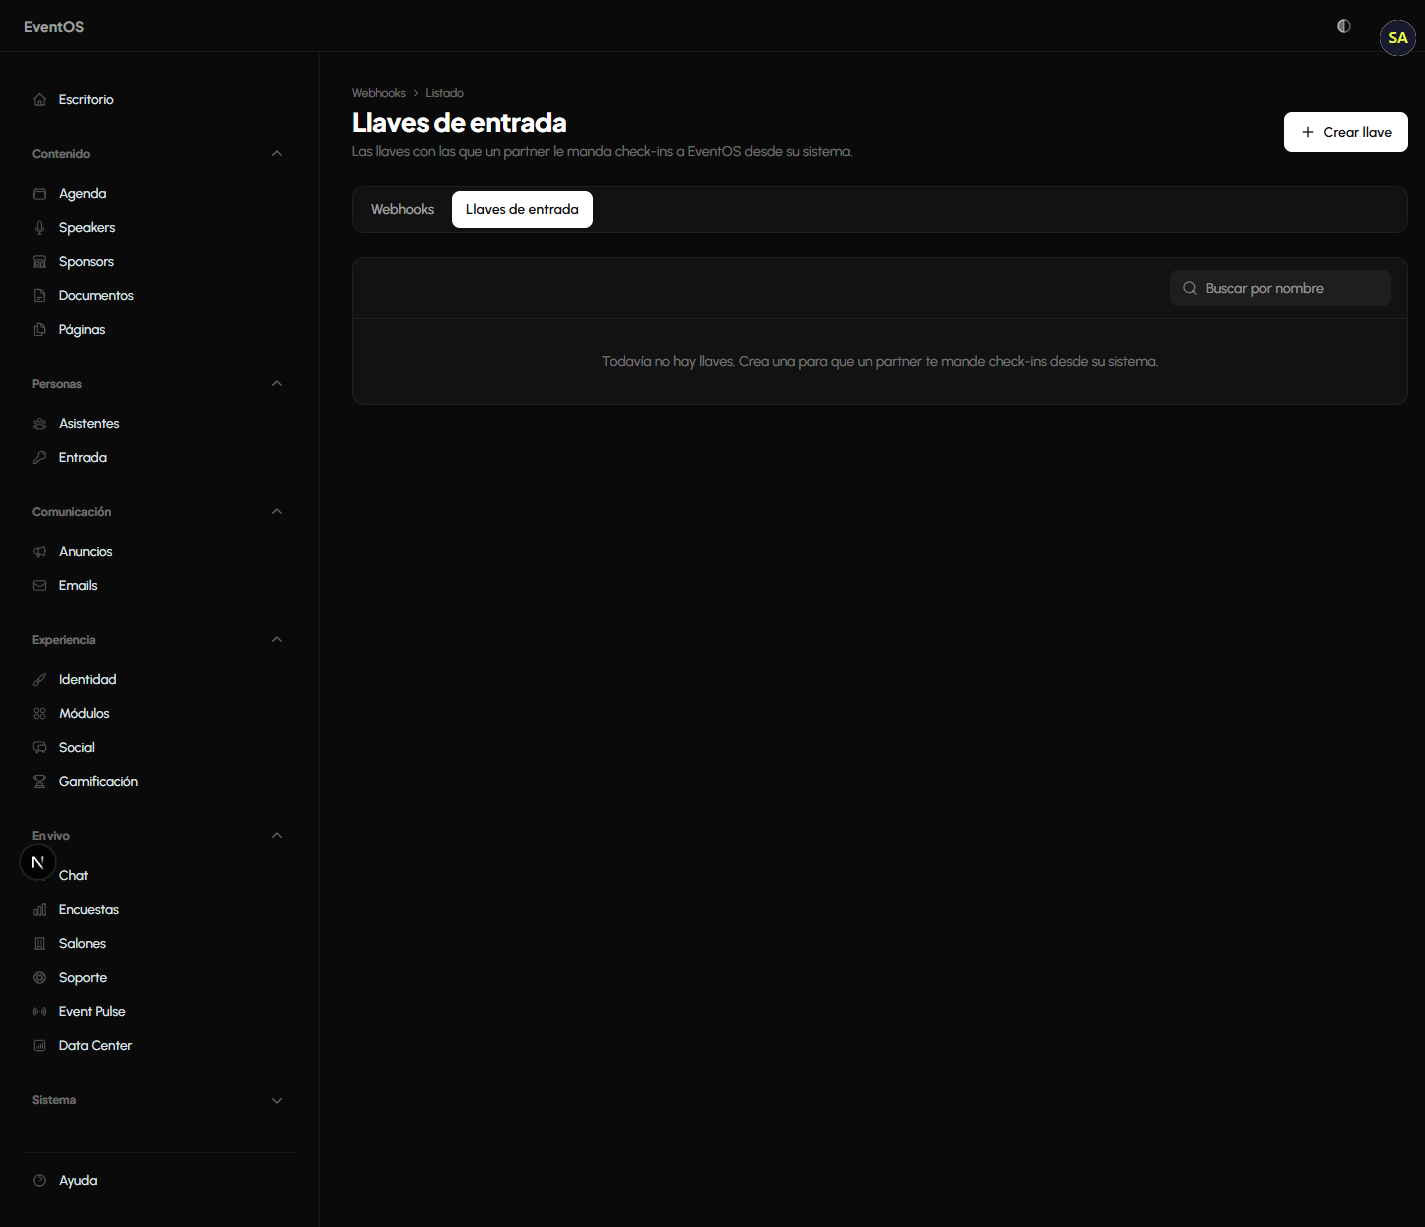 EventOS
SA
Escritorio
Contenido
Agenda
Speakers
Sponsors
Documentos
Páginas
Personas
Asistentes
Entrada
Comunicación
Anuncios
Emails
Experiencia
Identidad
Módulos
Social
Gamificación
En vivo
N
Chat
Encuestas
Salones
Soporte
Event Pulse
Data Center
Sistema
Ayuda
Webhooks > Listado
Llaves de entrada
Las llaves con las que un partner le manda check-ins a EventOS desde su sistema.
+ Crear llave
Webhooks Llaves de entrada
Buscar por nombre
Todavía no hay llaves. Crea una para que un partner te mande check-ins desde su sistema.